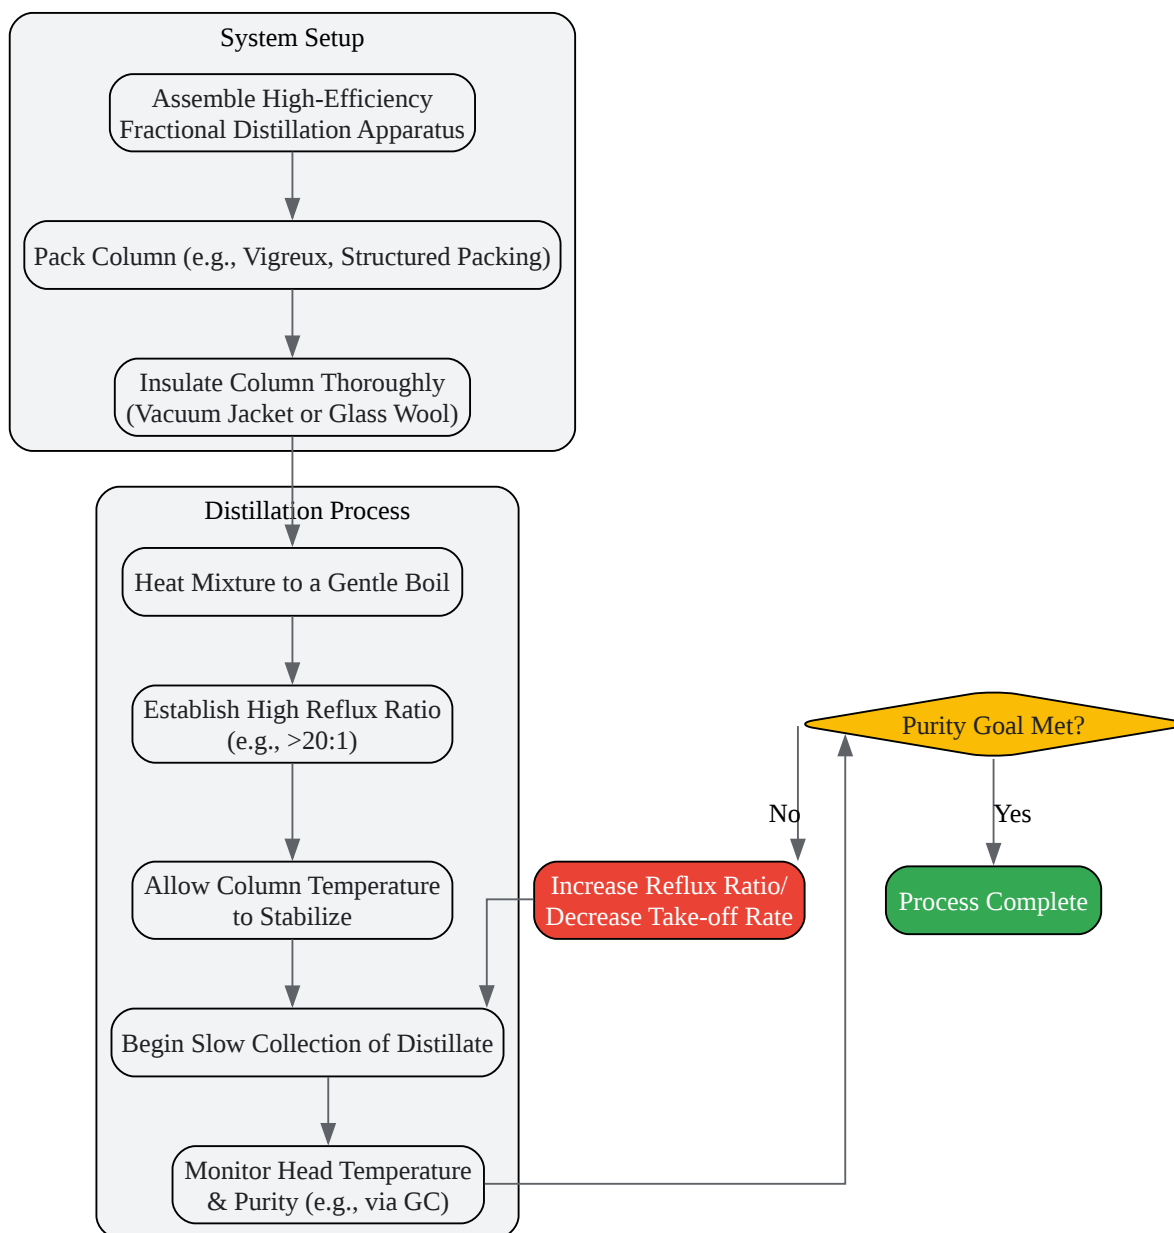 System Setup
Assemble High-Efficiency
Fractional Distillation Apparatus
Pack Column (e.g., Vigreux, Structured Packing)
Insulate Column Thoroughly
(Vacuum Jacket or Glass Wool)
Distillation Process
Heat Mixture to a Gentle Boil
Establish High Reflux Ratio
(e.g., >20:1)
Allow Column Temperature
to Stabilize
Begin Slow Collection of Distillate
Monitor Head Temperature
& Purity (e.g., via GC)
Purity Goal Met?
No
Yes
Increase Reflux Ratio/
Decrease Take-off Rate
Process Complete